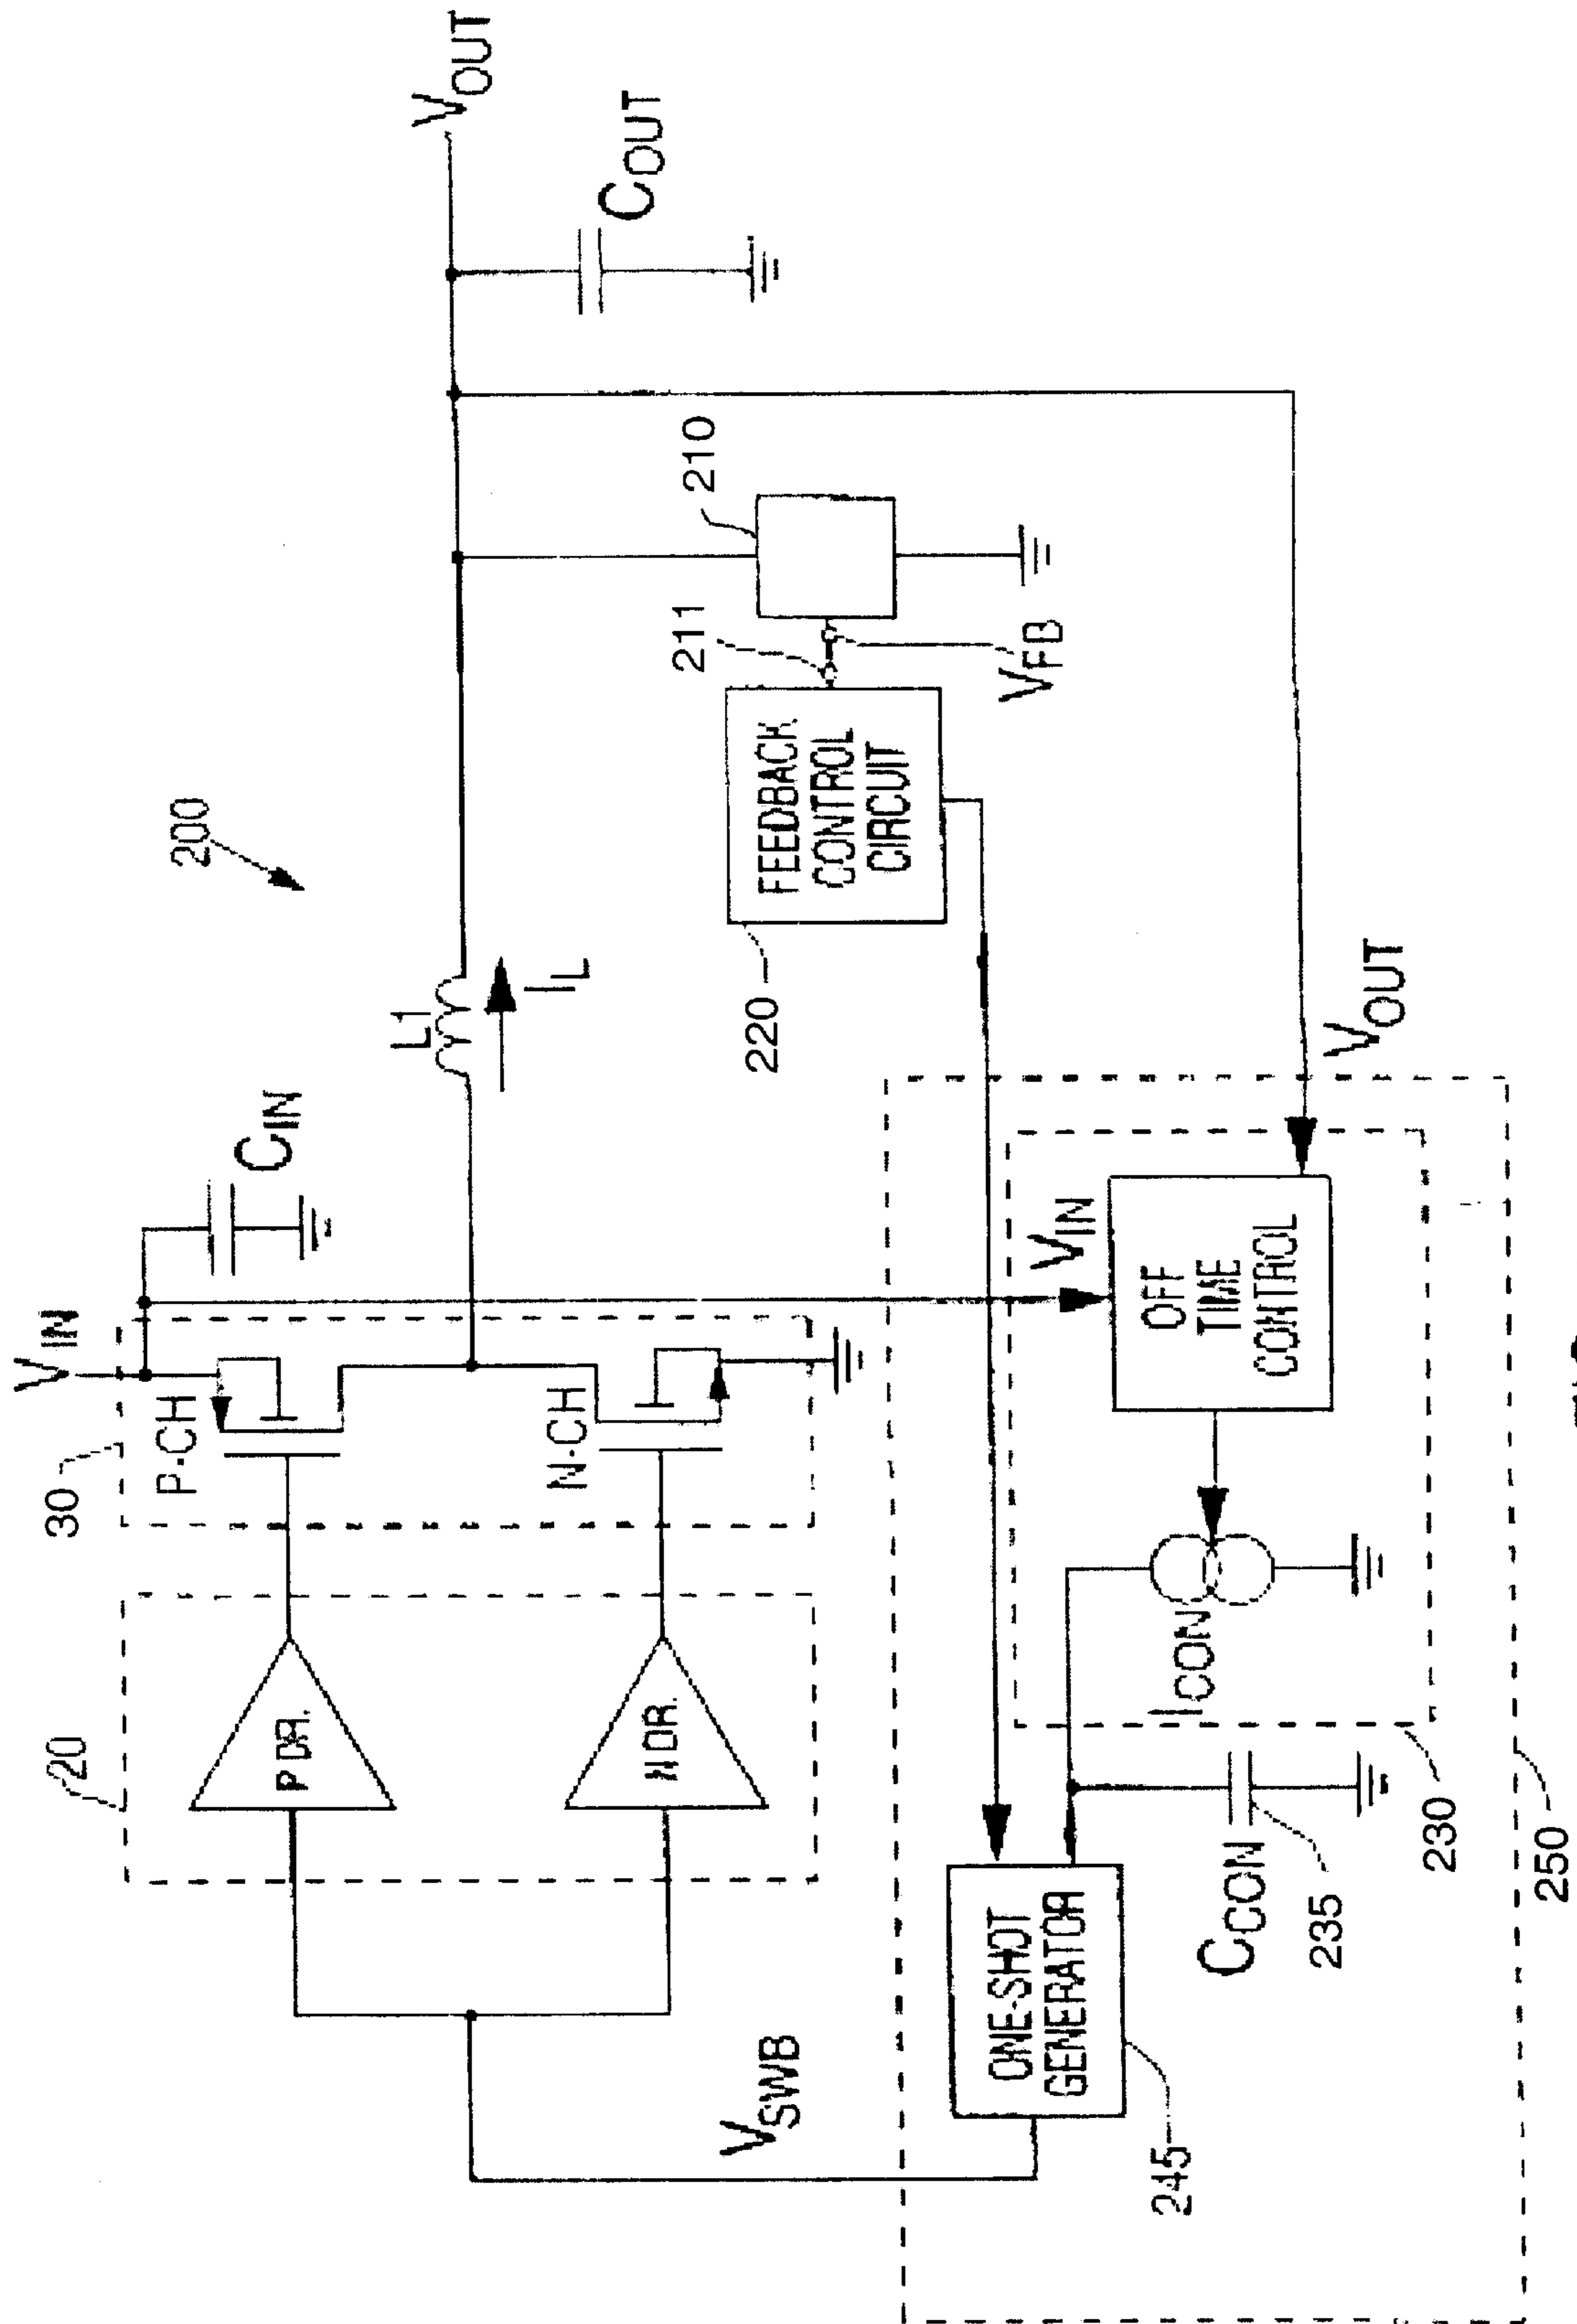 200
V_IN
C_IN
30
P-CH
N-CH
20
P DR.
N DR.
L1
I_L
V_OUT
C_OUT
210
211
V_FB
FEEDBACK
CONTROL
CIRCUIT
220
V_SWB
V_IN
V_OUT
OFF
TIME
CONTROL
I_CON
ONE-SHOT
GENERATOR
245
C_CON
235
230
250